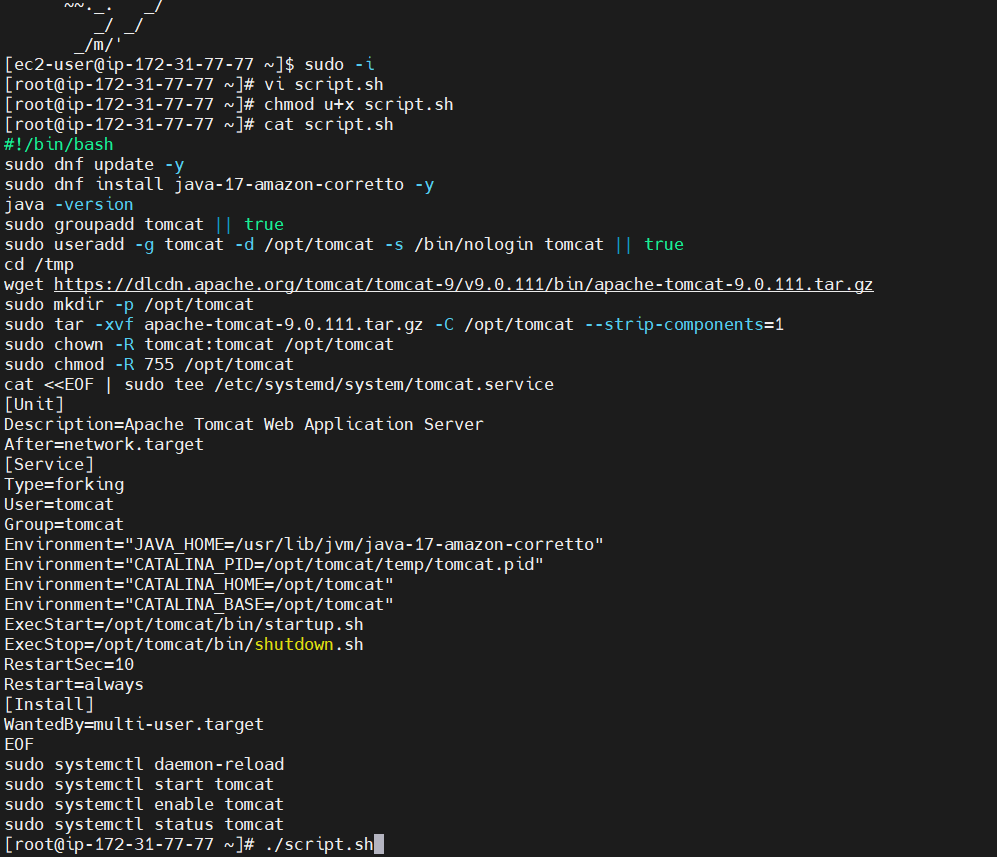 ~~._.   _/
_/ _/
_/m/'
[ec2-user@ip-172-31-77-77 ~]$ sudo -i
[root@ip-172-31-77-77 ~]# vi script.sh
[root@ip-172-31-77-77 ~]# chmod u+x script.sh
[root@ip-172-31-77-77 ~]# cat script.sh
#!/bin/bash
sudo dnf update -y
sudo dnf install java-17-amazon-corretto -y
java -version
sudo groupadd tomcat || true
sudo useradd -g tomcat -d /opt/tomcat -s /bin/nologin tomcat || true
cd /tmp
wget https://dlcdn.apache.org/tomcat/tomcat-9/v9.0.111/bin/apache-tomcat-9.0.111.tar.gz
sudo mkdir -p /opt/tomcat
sudo tar -xvf apache-tomcat-9.0.111.tar.gz -C /opt/tomcat --strip-components=1
sudo chown -R tomcat:tomcat /opt/tomcat
sudo chmod -R 755 /opt/tomcat
cat <<EOF | sudo tee /etc/systemd/system/tomcat.service
[Unit]
Description=Apache Tomcat Web Application Server
After=network.target
[Service]
Type=forking
User=tomcat
Group=tomcat
Environment="JAVA_HOME=/usr/lib/jvm/java-17-amazon-corretto"
Environment="CATALINA_PID=/opt/tomcat/temp/tomcat.pid"
Environment="CATALINA_HOME=/opt/tomcat"
Environment="CATALINA_BASE=/opt/tomcat"
ExecStart=/opt/tomcat/bin/startup.sh
ExecStop=/opt/tomcat/bin/shutdown.sh
RestartSec=10
Restart=always
[Install]
WantedBy=multi-user.target
EOF
sudo systemctl daemon-reload
sudo systemctl start tomcat
sudo systemctl enable tomcat
sudo systemctl status tomcat
[root@ip-172-31-77-77 ~]# ./script.sh